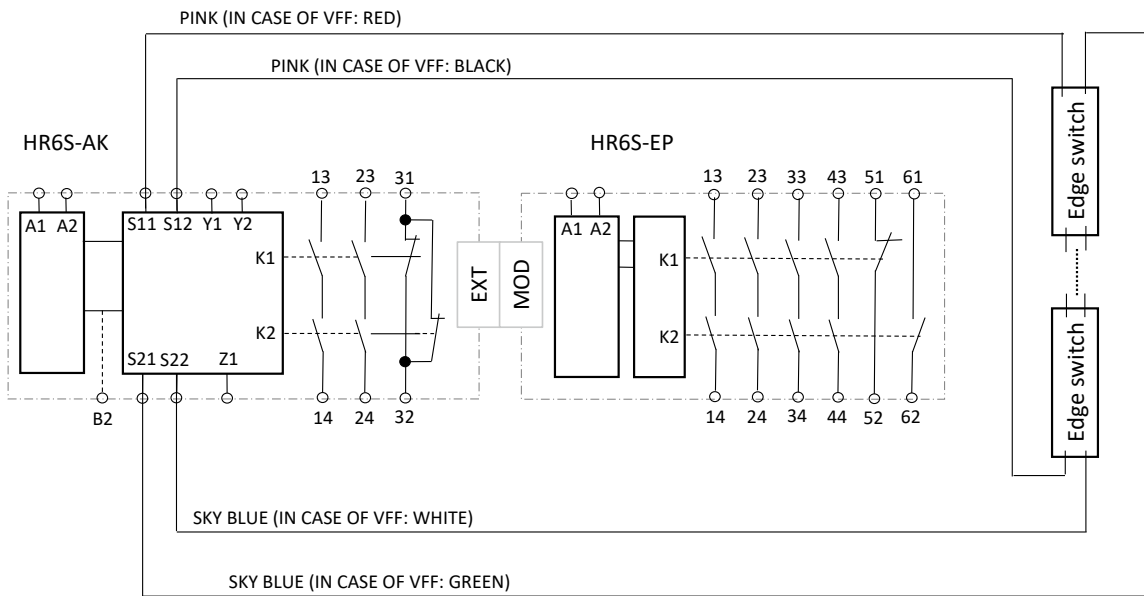 PINK (IN CASE OF VFF: RED)
PINK (IN CASE OF VFF: BLACK)
HR6S-AK
HR6S-EP
13 23 31
13 23 33 43 51 61
A1 A2
S11 S12 Y1 Y2
A1 A2
K1
K1
EXT
MOD
K2
K2
S21 S22 Z1
B2
14 24 32
14 24 34 44 52 62
Edge switch
Edge switch
SKY BLUE (IN CASE OF VFF: WHITE)
SKY BLUE (IN CASE OF VFF: GREEN)